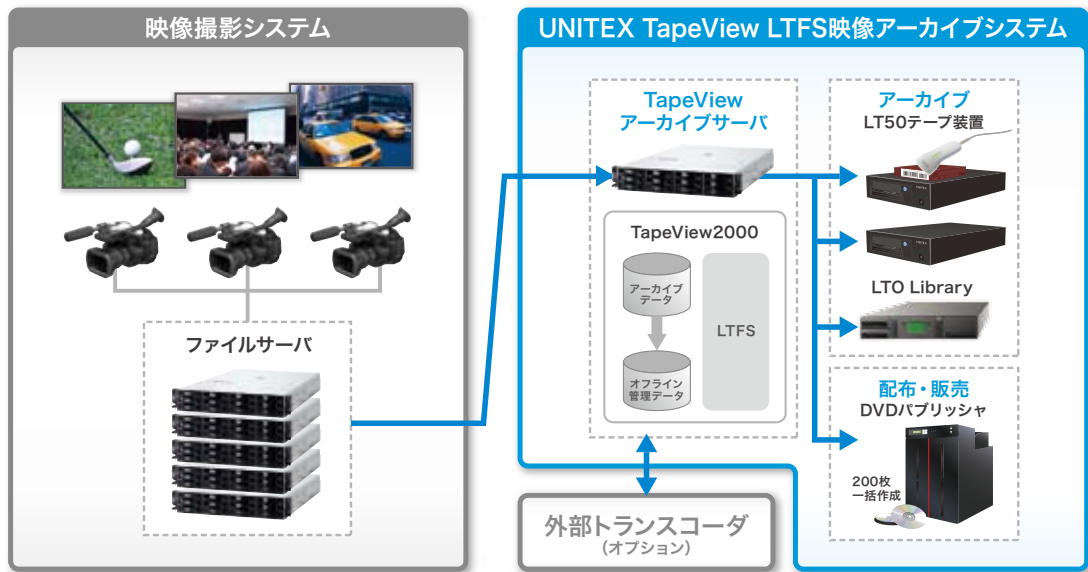 映像撮影システム
ファイルサーバ
UNITEX TapeView LTFS映像アーカイブシステム
TapeView
アーカイブサーバ
TapeView2000
アーカイブ
データ
オフライン
管理データ
LTFS
アーカイブ
LT50テープ装置
LTO Library
配布・販売
DVDパブリッシャ
200枚
一括作成
外部トランスコーダ
(オプション)